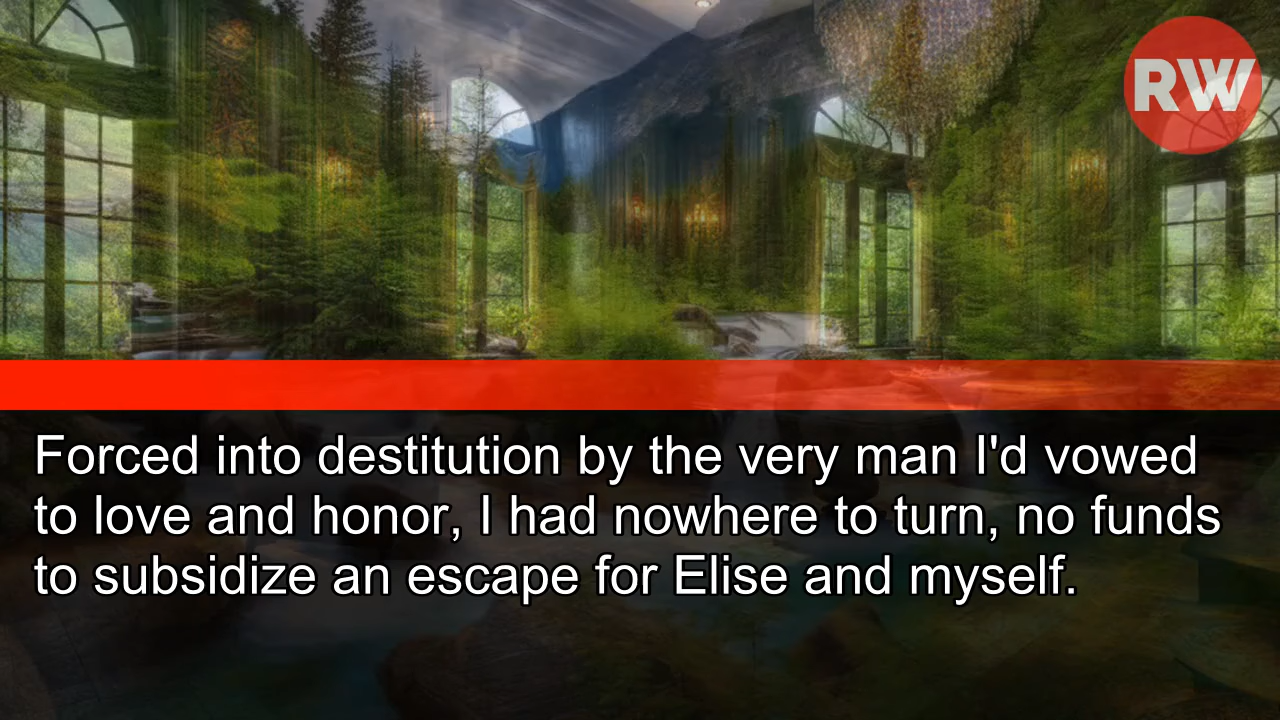 RW
Forced into destitution by the very man I'd vowed
to love and honor, I had nowhere to turn, no funds
to subsidize an escape for Elise and myself.